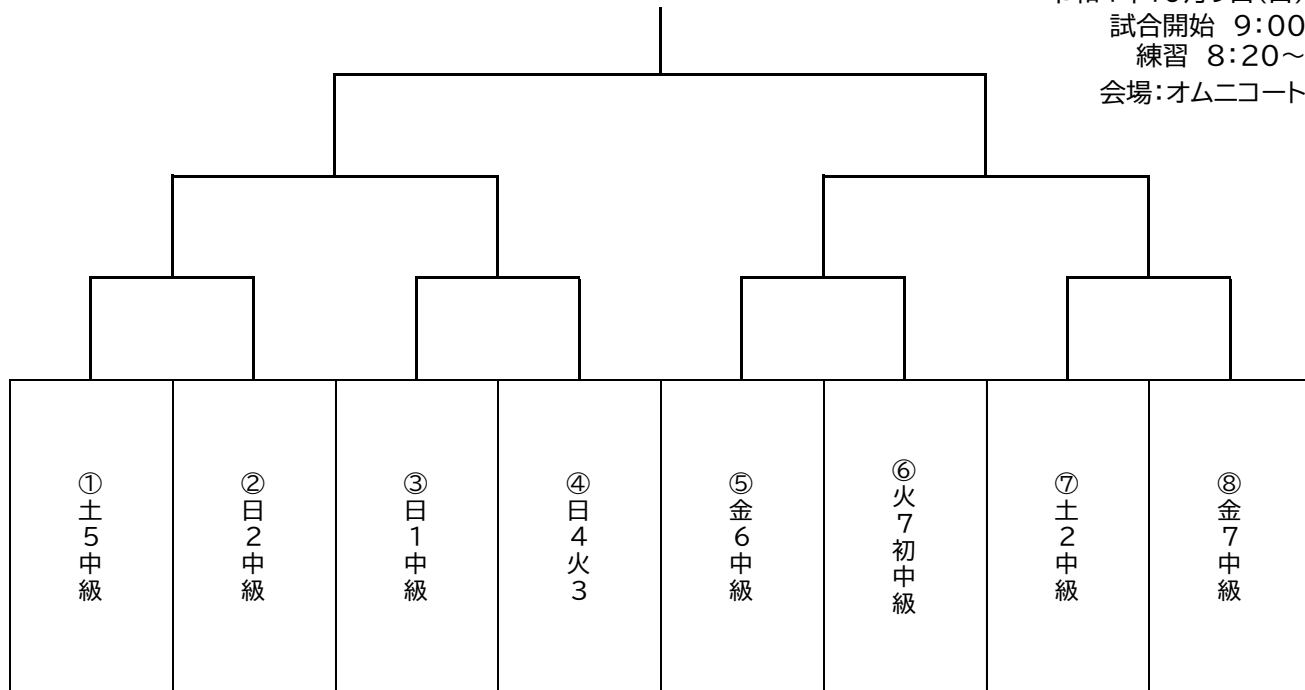 試合開始 9:00
練習 8:20～
会場:オムニコート
①土5中級
②日2中級
③日1中級
④日4火3
⑤金6中級
⑥火7初中級
⑦土2中級
⑧金7中級